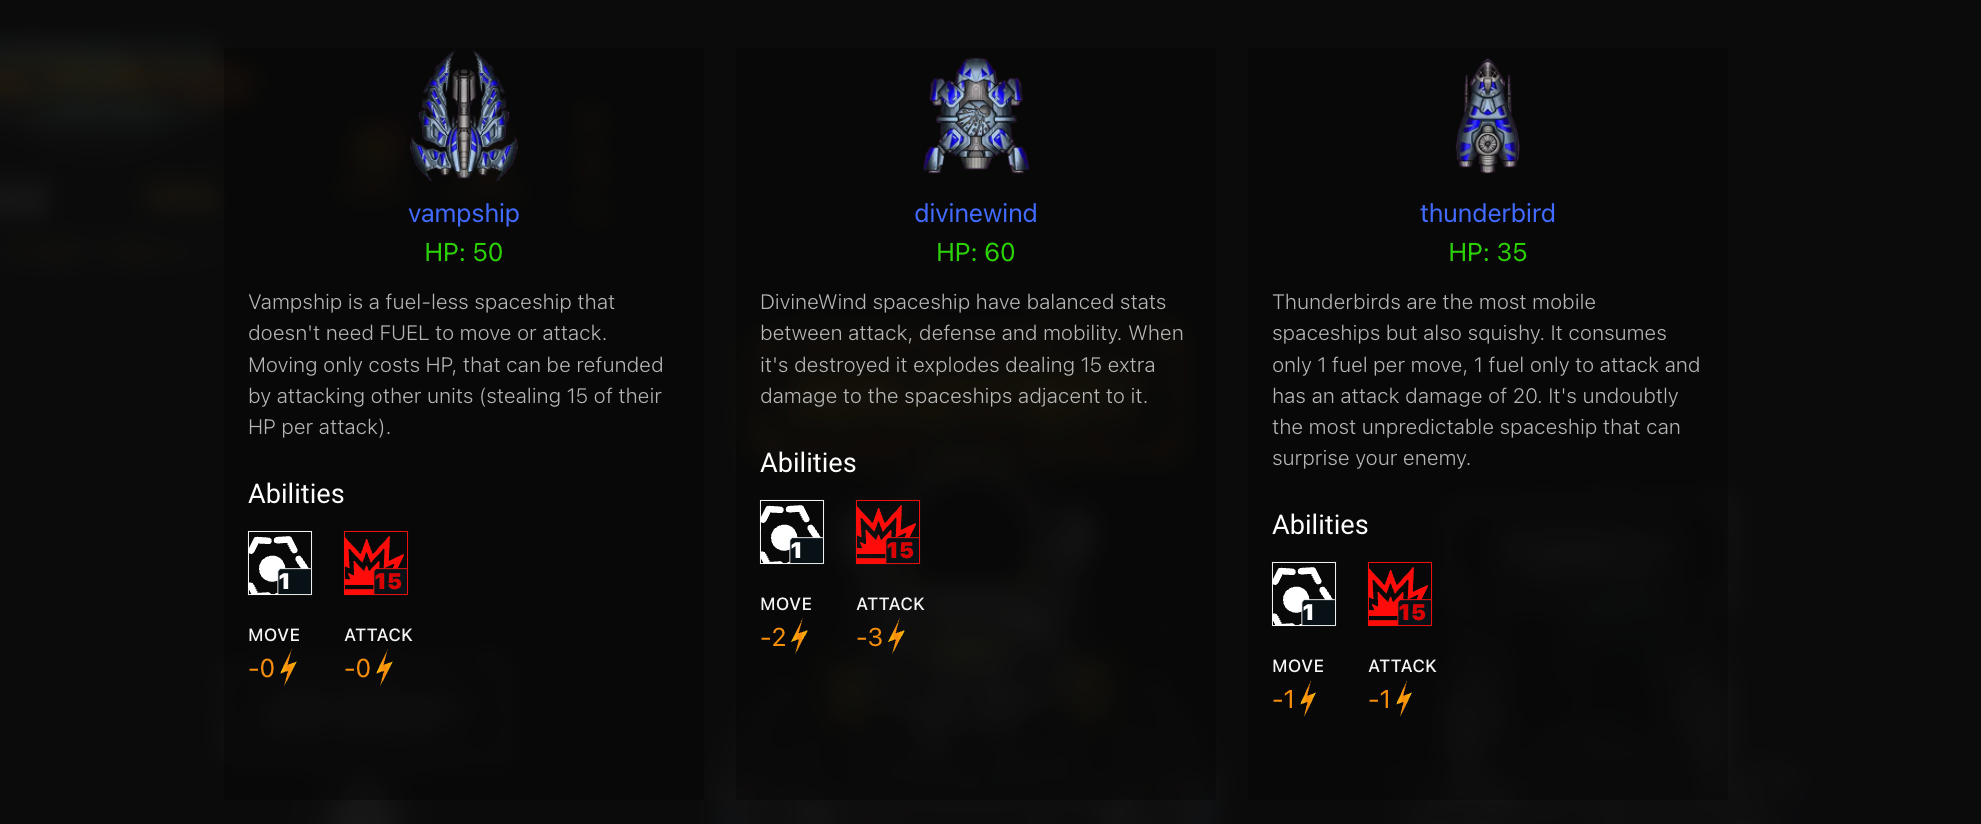 vampship
HP: 50
Vampship is a fuel-less spaceship that
doesn't need FUEL to move or attack.
Moving only costs HP, that can be refunded
by attacking other units (stealing 15 of their
HP per attack).
Abilities
1
15
MOVE
ATTACK
-0
-0
divinewind
HP: 60
DivineWind spaceship have balanced stats
between attack, defense and mobility. When
it's destroyed it explodes dealing 15 extra
damage to the spaceships adjacent to it.
Abilities
1
15
MOVE
ATTACK
-2
-3
thunderbird
HP: 35
Thunderbirds are the most mobile
spaceships but also squishy. It consumes
only 1 fuel per move, 1 fuel only to attack and
has an attack damage of 20. It's undoubtly
the most unpredictable spaceship that can
surprise your enemy.
Abilities
1
15
MOVE
ATTACK
-1
-1